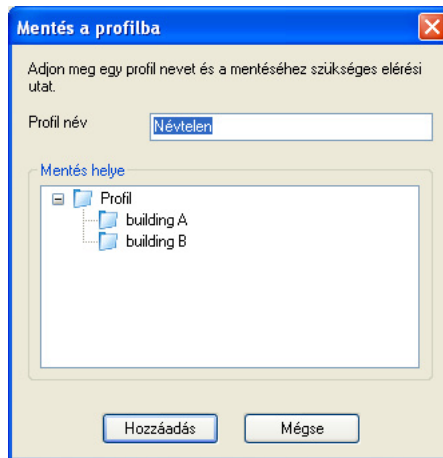 Mentés a profilba
Adjon meg egy profil nevet és a mentéséhez szükséges elérési
utat.
Profil név
Névtelen
Mentés helye
Profil
building A
building B
Hozzáadás
Mégse